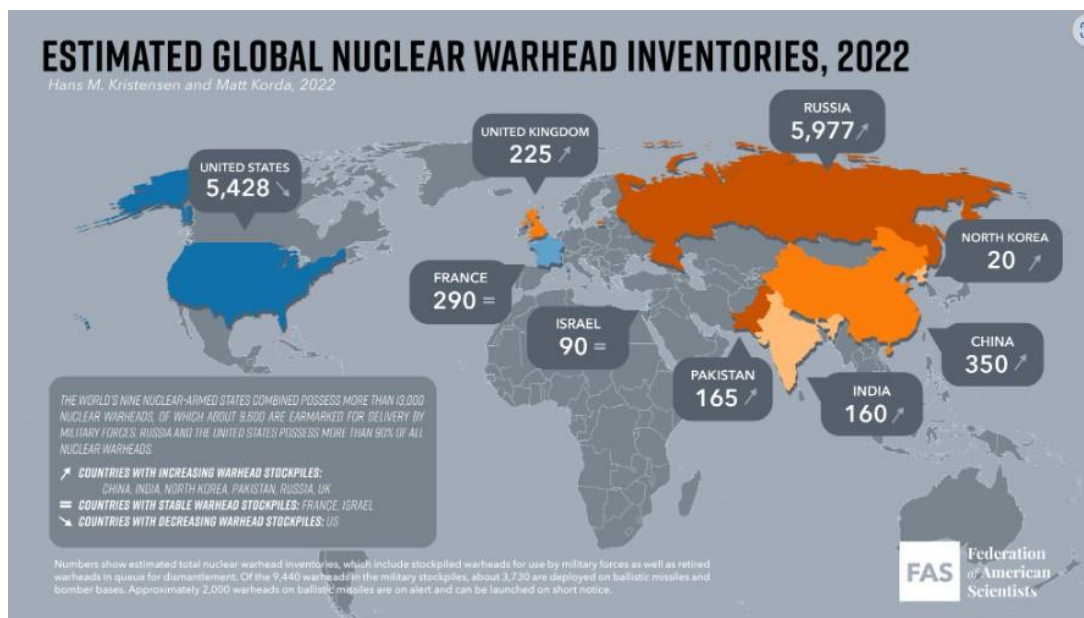 ESTIMATED GLOBAL NUCLEAR WARHEAD INVENTORIES, 2022
Hans M. Kristensen and Matt Korda, 2022
RUSSIA
5,977 ↗
UNITED KINGDOM
225 ↗
UNITED STATES
5,428 ↘
NORTH KOREA
20 ↗
FRANCE
290 =
ISRAEL
90 =
CHINA
350 ↗
PAKISTAN
165 ↗
INDIA
160 ↗
THE WORLD'S NINE NUCLEAR-ARMED STATES COMBINED POSSESS MORE THAN 13,000
NUCLEAR WARHEADS, OF WHICH ABOUT 9,600 ARE EARMARKED FOR DELIVERY BY
MILITARY FORCES. RUSSIA AND THE UNITED STATES POSSESS MORE THAN 90% OF ALL
NUCLEAR WARHEADS.
↗ COUNTRIES WITH INCREASING WARHEAD STOCKPILES:
CHINA, INDIA, NORTH KOREA, PAKISTAN, RUSSIA, UK
= COUNTRIES WITH STABLE WARHEAD STOCKPILES: FRANCE, ISRAEL
↘ COUNTRIES WITH DECREASING WARHEAD STOCKPILES: US
Numbers show estimated total nuclear warhead inventories, which include stockpiled warheads for use by military forces as well as retired
warheads in queue for dismantlement. Of the 9,440 warheads in the military stockpiles, about 3,730 are deployed on ballistic missiles and
bomber bases. Approximately 2,000 warheads on ballistic missiles are on alert and can be launched on short notice.
FAS
Federation
of American
Scientists